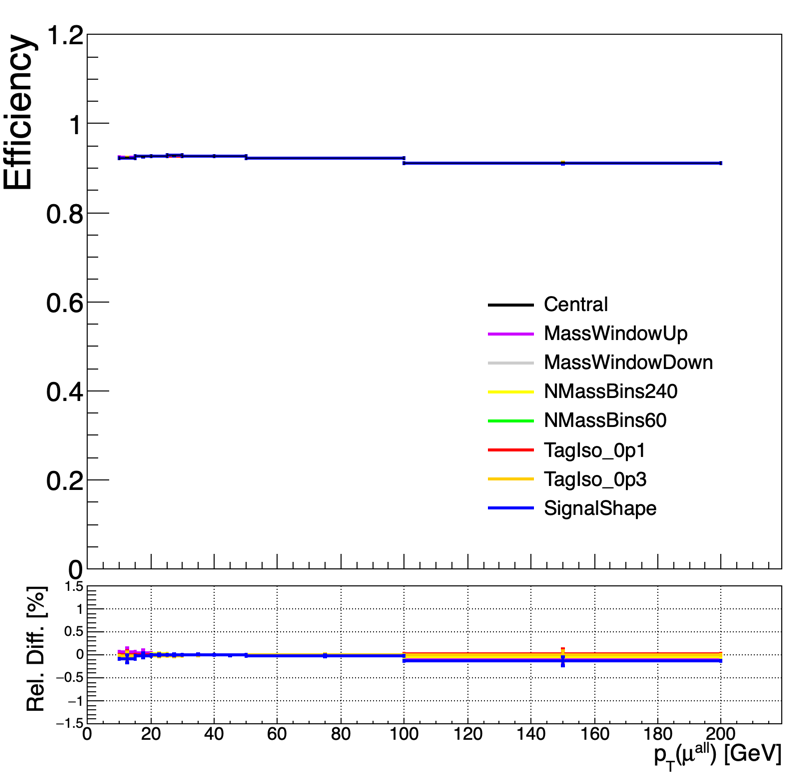 Efficiency
1.2
1
0.8
0.6
0.4
0.2
0
Central
MassWindowUp
MassWindowDown
NMassBins240
NMassBins60
TagIso_0p1
TagIso_0p3
SignalShape
Rel. Diff. [%]
1.5
1
0.5
0
−0.5
−1
−1.5
0 20 40 60 80 100 120 140 160 180 200
p_T(μ^all) [GeV]